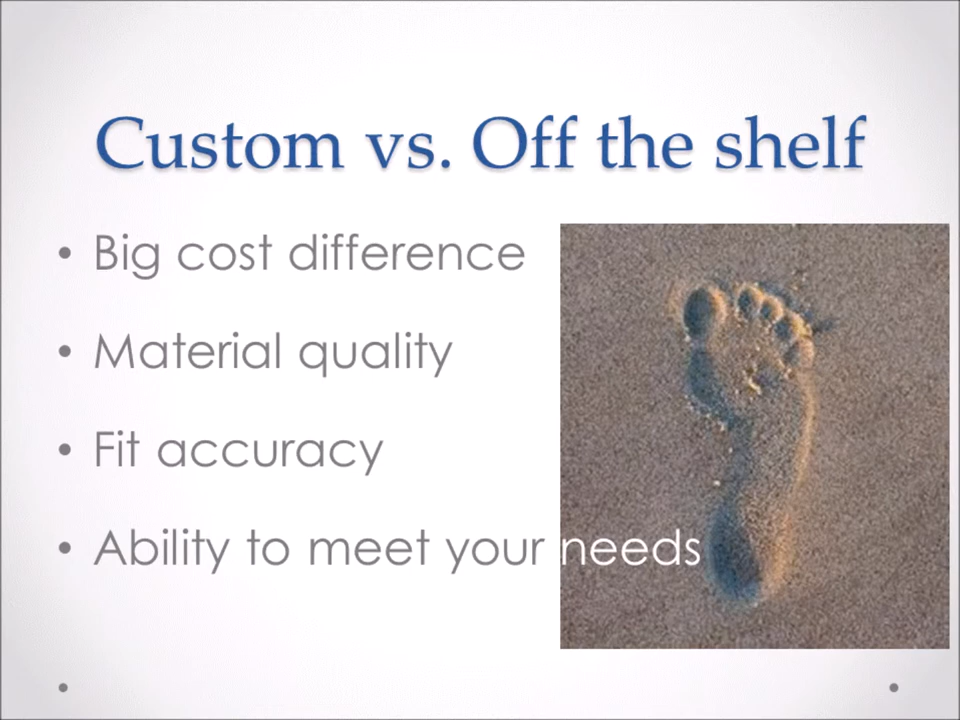 Custom vs. Off the shelf
• Big cost difference
• Material quality
• Fit accuracy
• Ability to meet your needs